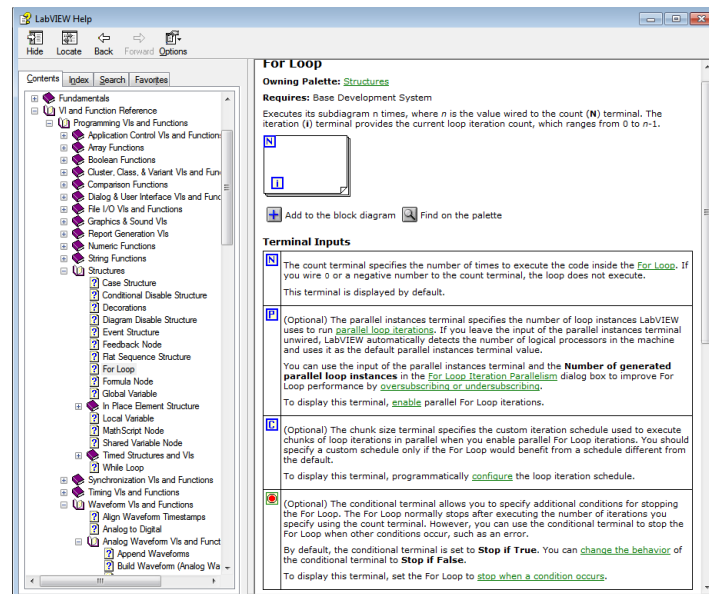 LabVIEW Help
Hide Locate Back Forward Options
Contents Index Search Favorites
Fundamentals
VI and Function Reference
Programming VIs and Functions
Application Control VIs and Function
Array Functions
Boolean Functions
Cluster, Class, & Variant VIs and Fun
Comparison Functions
Dialog & User Interface VIs and Func
File I/O VIs and Functions
Graphics & Sound VIs
Report Generation VIs
Numeric Functions
String Functions
Structures
Case Structure
Conditional Disable Structure
Decorations
Diagram Disable Structure
Event Structure
Feedback Node
Flat Sequence Structure
For Loop
Formula Node
Global Variable
In Place Element Structure
Local Variable
MathScript Node
Shared Variable Node
Timed Structures and VIs
While Loop
Synchronization VIs and Functions
Timing VIs and Functions
Waveform VIs and Functions
Align Waveform Timestamps
Analog to Digital
Analog Waveform VIs and Funct
Append Waveforms
Build Waveform (Analog Wa
For Loop
Owning Palette: Structures
Requires: Base Development System
Executes its subdiagram n times, where n is the value wired to the count (N) terminal. The
iteration (i) terminal provides the current loop iteration count, which ranges from 0 to n-1.
N
i
Add to the block diagram Find on the palette
Terminal Inputs
N
The count terminal specifies the number of times to execute the code inside the For Loop. If
you wire 0 or a negative number to the count terminal, the loop does not execute.
This terminal is displayed by default.
P
(Optional) The parallel instances terminal specifies the number of loop instances LabVIEW
uses to run parallel loop iterations. If you leave the input of the parallel instances terminal
unwired, LabVIEW automatically detects the number of logical processors in the machine
and uses it as the default parallel instances terminal value.
You can use the input of the parallel instances terminal and the Number of generated
parallel loop instances in the For Loop Iteration Parallelism dialog box to improve For
Loop performance by oversubscribing or undersubscribing.
To display this terminal, enable parallel For Loop iterations.
C
(Optional) The chunk size terminal specifies the custom iteration schedule used to execute
chunks of loop iterations in parallel when you enable parallel For Loop iterations. You should
specify a custom schedule only if the For Loop would benefit from a schedule different from
the default.
To display this terminal, programmatically configure the loop iteration schedule.
(Optional) The conditional terminal allows you to specify additional conditions for stopping
the For Loop. The For Loop normally stops after executing the number of iterations you
specify using the count terminal. However, you can use the conditional terminal to stop the
For Loop when other conditions occur, such as an error.
By default, the conditional terminal is set to Stop if True. You can change the behavior of
the conditional terminal to Stop if False.
To display this terminal, set the For Loop to stop when a condition occurs.